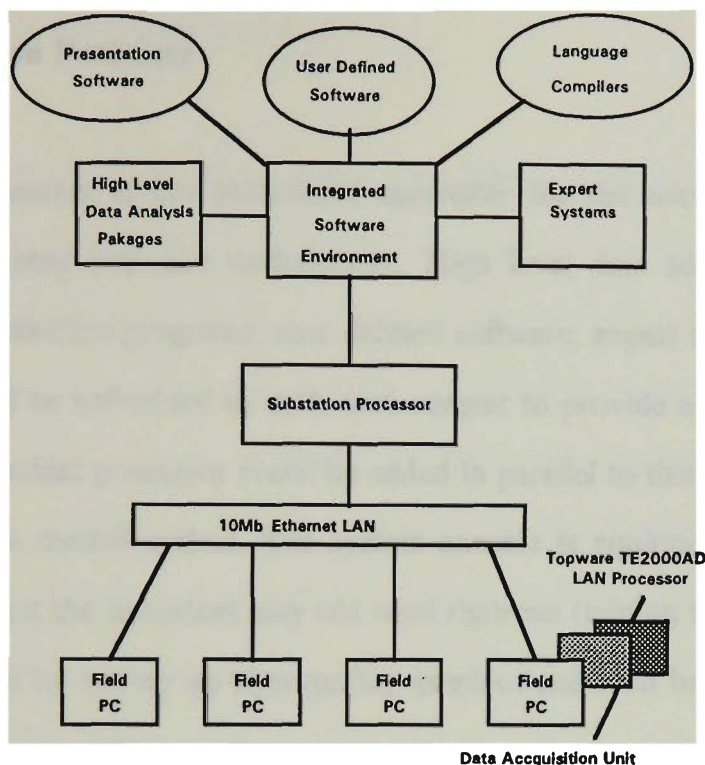 Presentation
Software
User Defined
Software
Language
Compilers
High Level
Data Analysis
Pakages
Integrated
Software
Environment
Expert
Systems
Substation Processor
10Mb Ethernet LAN
Topware TE2000AD
LAN Processor
Field
PC
Field
PC
Field
PC
Field
PC
Data Accquisition Unit